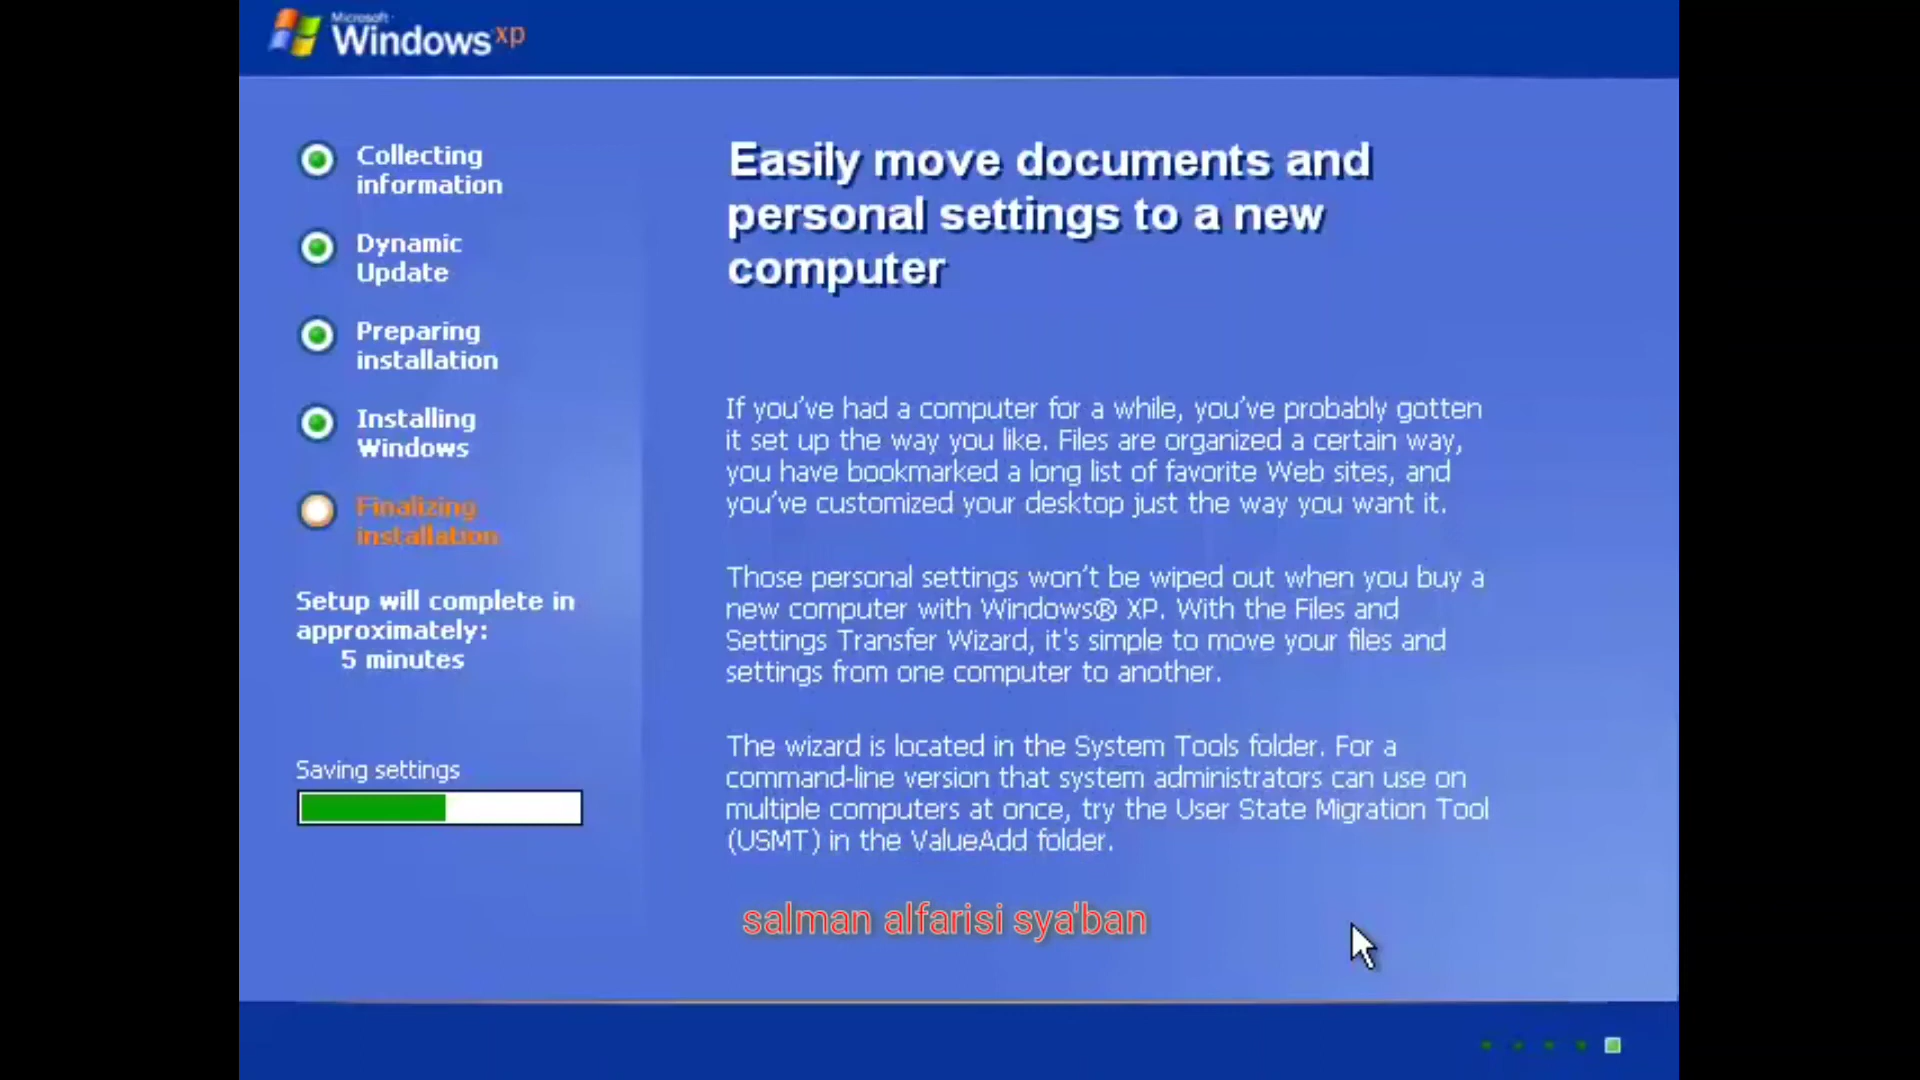 Microsoft
Windows xp
Collecting
information
Dynamic
Update
Preparing
installation
Installing
Windows
Finalizing
installation
Setup will complete in
approximately:
5 minutes
Saving settings
Easily move documents and
personal settings to a new
computer
If you've had a computer for a while, you've probably gotten
it set up the way you like. Files are organized a certain way,
you have bookmarked a long list of favorite Web sites, and
you've customized your desktop just the way you want it.
Those personal settings won't be wiped out when you buy a
new computer with Windows® XP. With the Files and
Settings Transfer Wizard, it's simple to move your files and
settings from one computer to another.
The wizard is located in the System Tools folder. For a
command-line version that system administrators can use on
multiple computers at once, try the User State Migration Tool
(USMT) in the ValueAdd folder.
salman alfarisi sya'ban